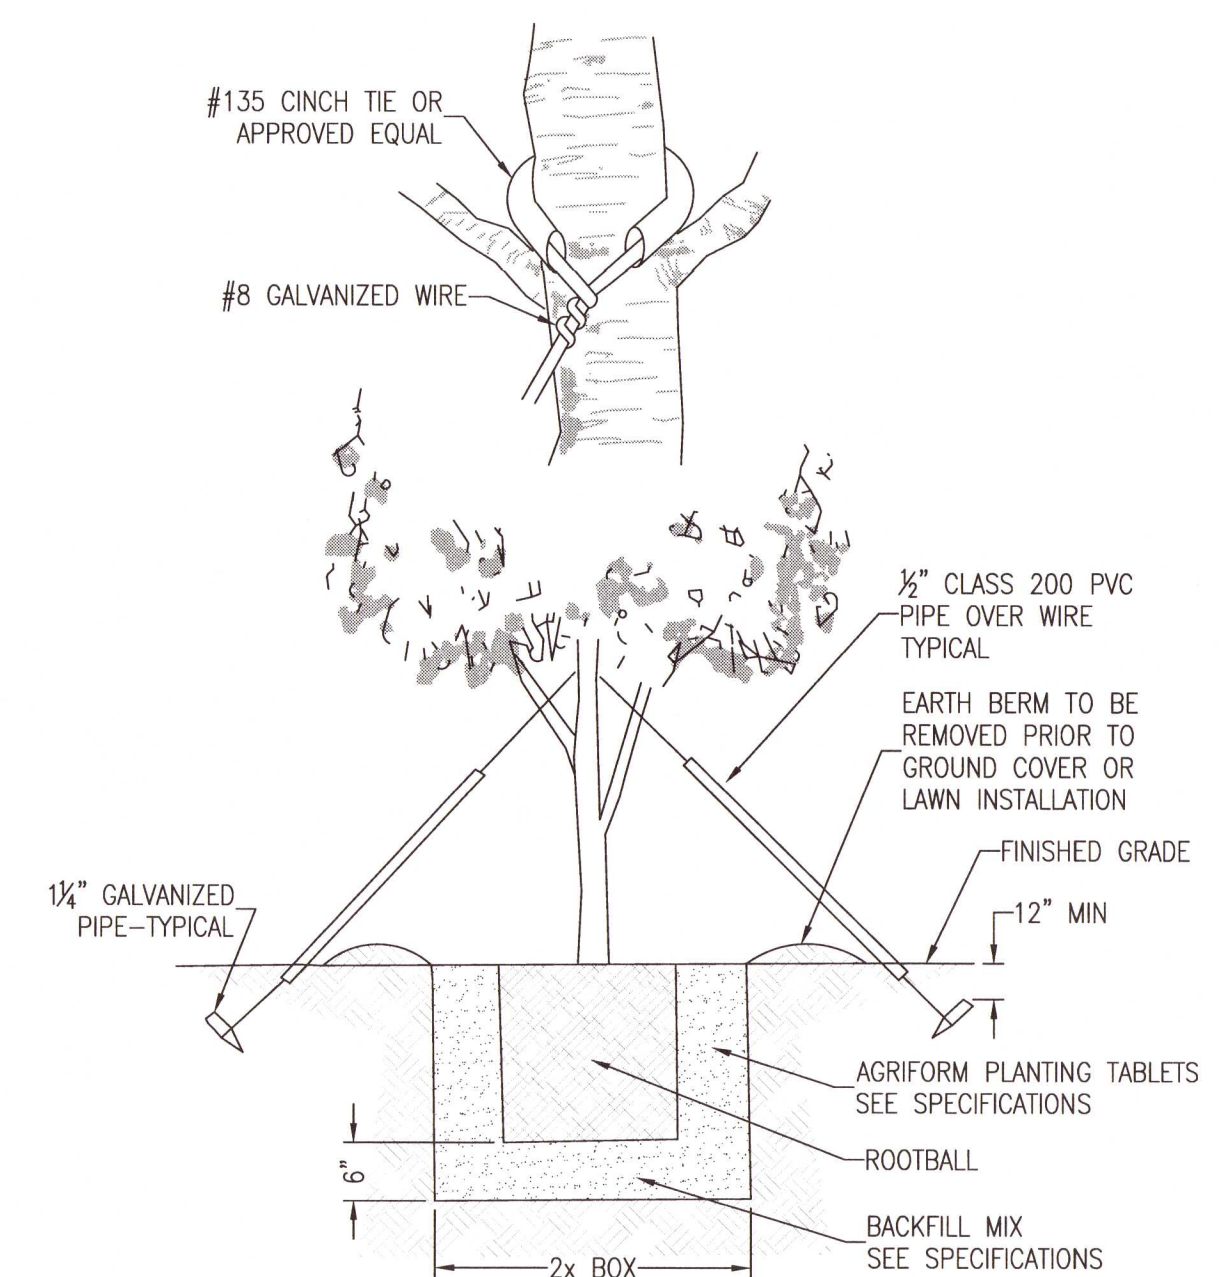 #135 CINCH TIE OR
APPROVED EQUAL
#8 GALVANIZED WIRE
½" CLASS 200 PVC
PIPE OVER WIRE
TYPICAL
EARTH BERM TO BE
REMOVED PRIOR TO
GROUND COVER OR
LAWN INSTALLATION
FINISHED GRADE
1¼" GALVANIZED
PIPE-TYPICAL
12" MIN
AGRIFORM PLANTING TABLETS
SEE SPECIFICATIONS
6"
ROOTBALL
BACKFILL MIX
SEE SPECIFICATIONS
2x BOX